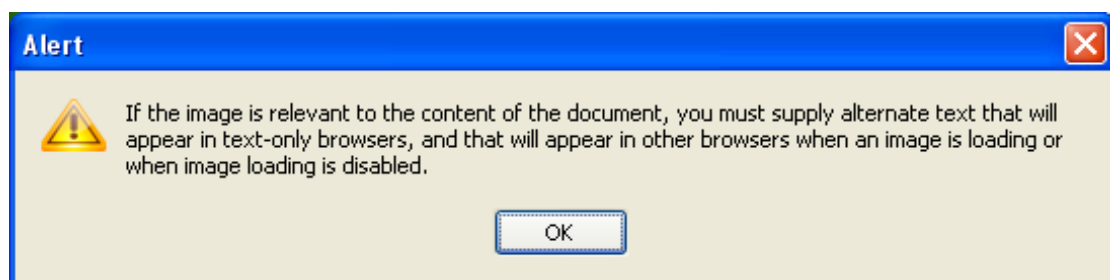 Alert
If the image is relevant to the content of the document, you must supply alternate text that will
appear in text-only browsers, and that will appear in other browsers when an image is loading or
when image loading is disabled.
OK